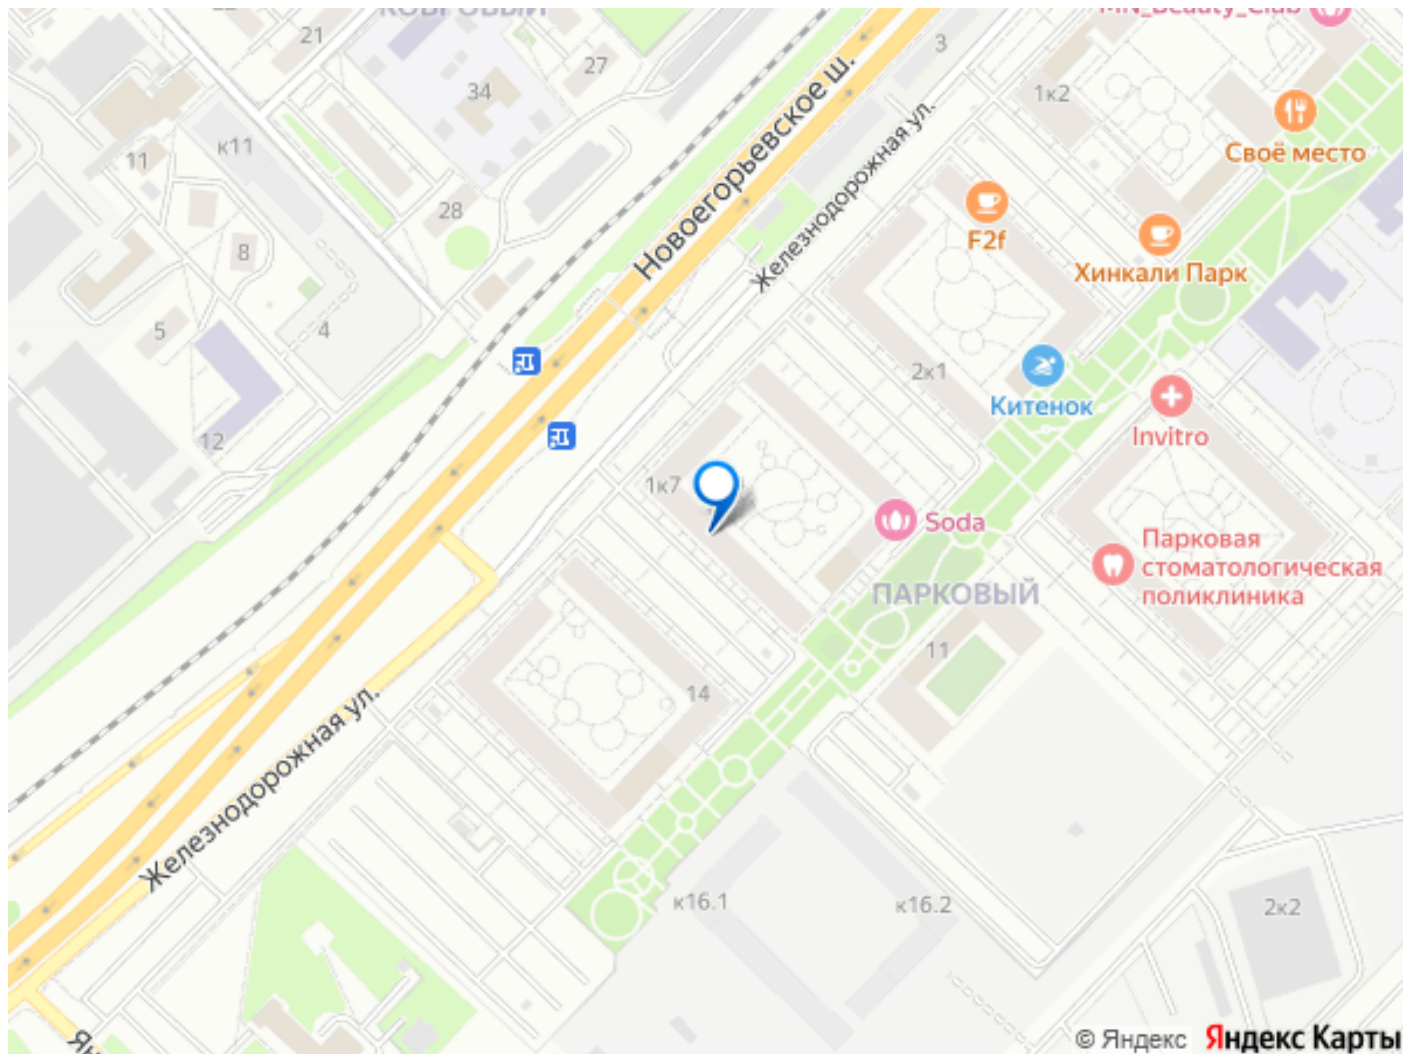 КОВРОВЫЙ
MN_Beauty_Club
21
3
27
34
1к2
к11
11
Своё место
Новоегорьевское ш.
Железнодорожная ул.
28
8
F2f
Хинкали Парк
5
4
2к1
Китенок
Invitro
12
1к7
Soda
Парковая
стоматологическая
поликлиника
ПАРКОВЫЙ
11
14
Железнодорожная ул.
к16.1
к16.2
2к2
© Яндекс
Яндекс Карты